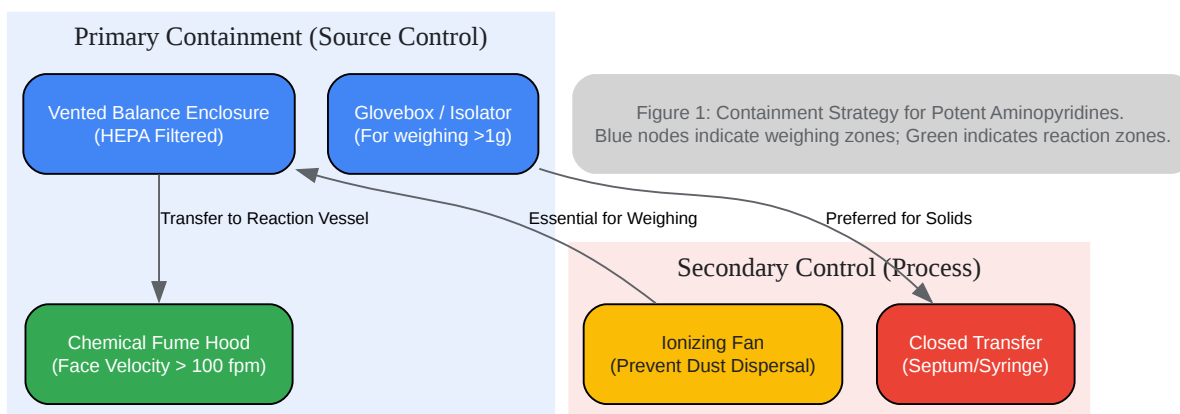 Primary Containment (Source Control)
Vented Balance Enclosure
(HEPA Filtered)
Glovebox / Isolator
(For weighing >1g)
Figure 1: Containment Strategy for Potent Aminopyridines.
Blue nodes indicate weighing zones; Green indicates reaction zones.
Transfer to Reaction Vessel
Essential for Weighing
Preferred for Solids
Secondary Control (Process)
Chemical Fume Hood
(Face Velocity > 100 fpm)
Ionizing Fan
(Prevent Dust Dispersal)
Closed Transfer
(Septum/Syringe)